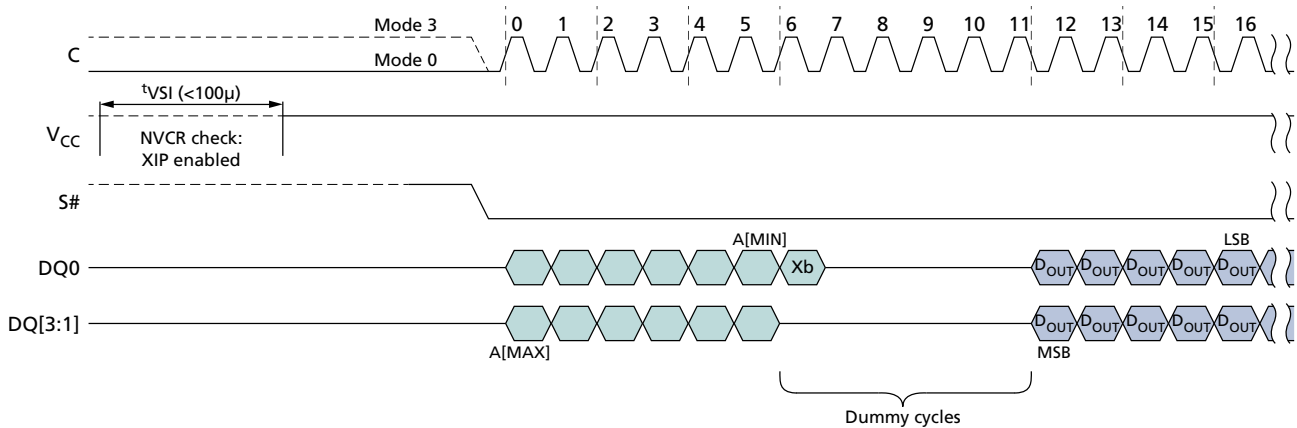 Mode 3 0 1 2 3 4 5 6 7 8 9 10 11 12 13 14 15 16
C
Mode 0
tVSI (<100µ)
VCC
NVCR check:
XIP enabled
S#
A[MIN] LSB
DQ0 Xb DOUT DOUT DOUT DOUT DOUT
DQ[3:1] DOUT DOUT DOUT DOUT DOUT
A[MAX] MSB
Dummy cycles